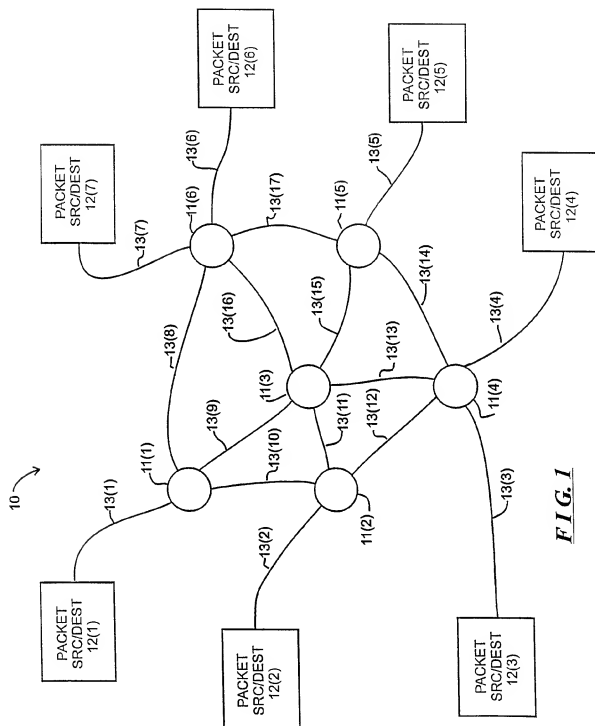 10
PACKET
SRC/DEST
12(1)
13(1)
11(1)
PACKET
SRC/DEST
12(2)
13(2)
11(2)
PACKET
SRC/DEST
12(3)
13(3)
11(4)
PACKET
SRC/DEST
12(4)
13(4)
PACKET
SRC/DEST
12(5)
13(5)
11(5)
PACKET
SRC/DEST
12(6)
13(6)
11(6)
PACKET
SRC/DEST
12(7)
13(7)
13(8)
13(9)
13(10)
11(3)
13(11)
13(12)
13(13)
13(14)
13(15)
13(16)
13(17)
FIG. 1